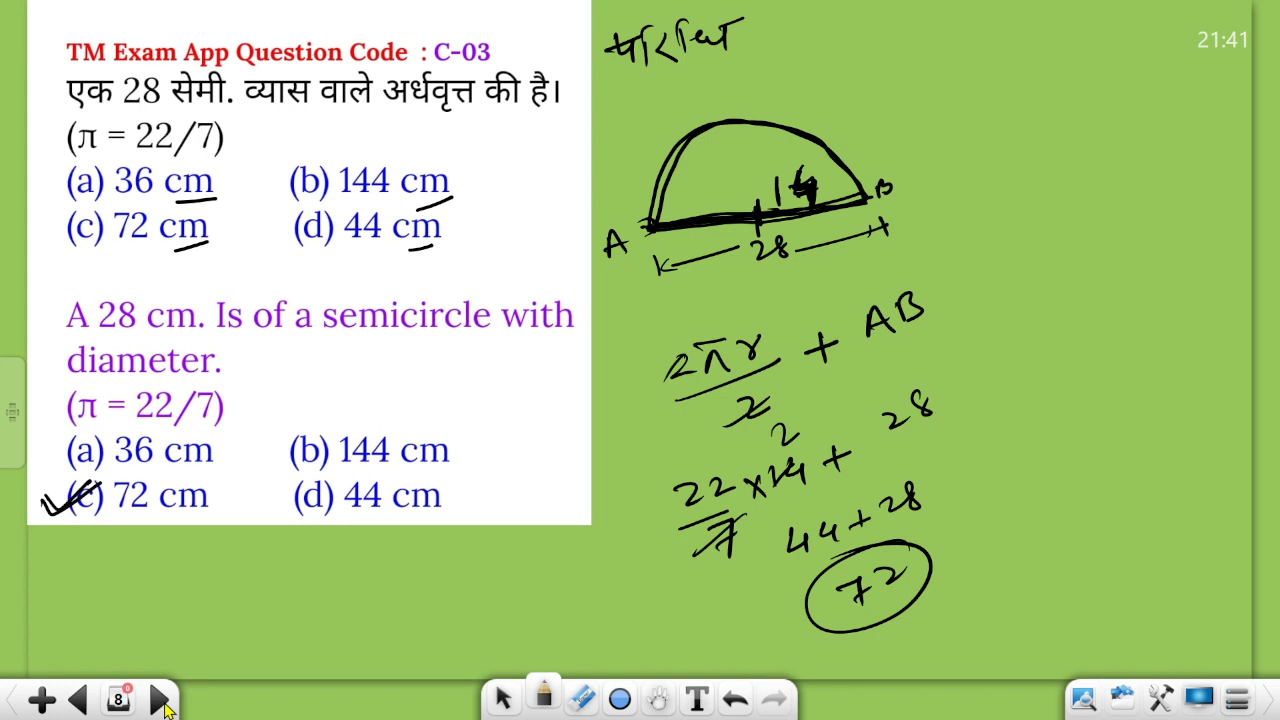 TM Exam App Question Code : C-03
एक 28 सेमी. व्यास वाले अर्धवृत्त की है।
(π = 22/7)
(a) 36 cm (b) 144 cm
(c) 72 cm (d) 44 cm
A 28 cm. Is of a semicircle with
diameter.
(π = 22/7)
(a) 36 cm (b) 144 cm
(c) 72 cm (d) 44 cm
21:41
14
A
B
28
2πr/2 + AB
22/7 x 14 + 28
2
44 + 28
72
8
0
T